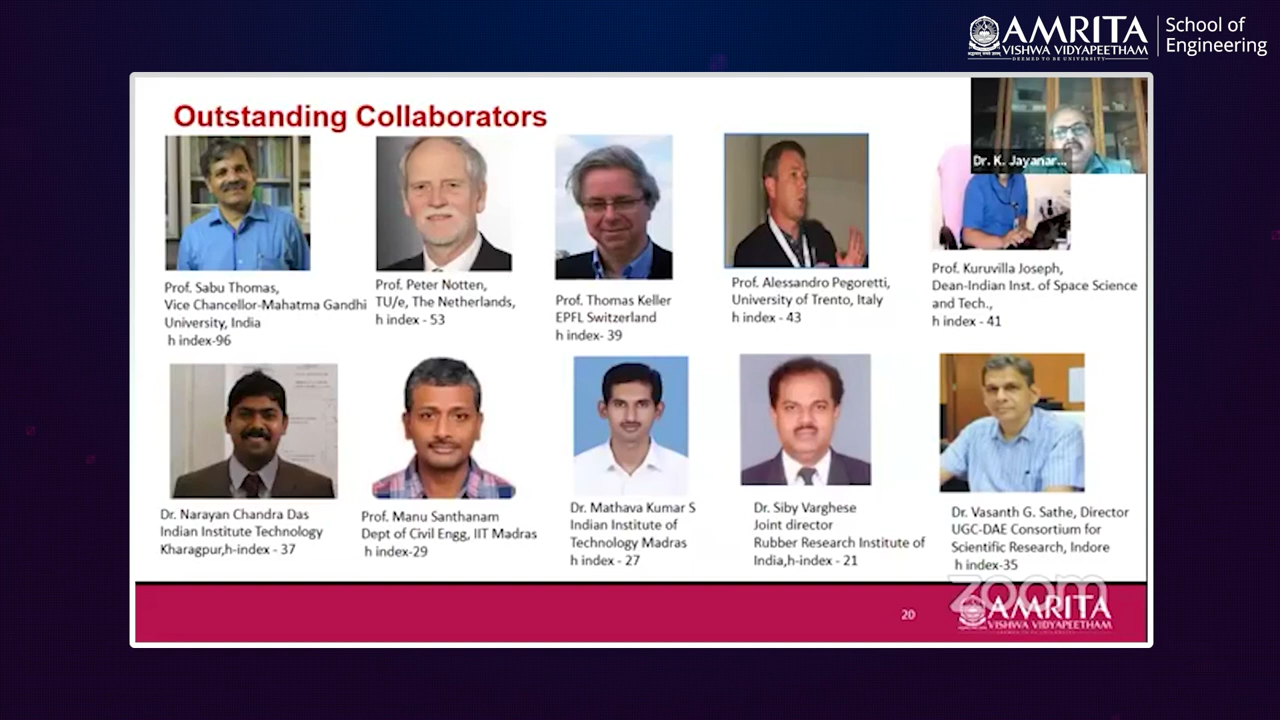 AMRITA
VISHWA VIDYAPEETHAM
DEEMED TO BE UNIVERSITY
School of
Engineering
Outstanding Collaborators
Dr. K. Jayanar...
Prof. Sabu Thomas,
Vice Chancellor-Mahatma Gandhi
University, India
h index-96
Prof. Peter Notten,
TU/e, The Netherlands,
h index - 53
Prof. Thomas Keller
EPFL Switzerland
h index- 39
Prof. Alessandro Pegoretti,
University of Trento, Italy
h index - 43
Prof. Kuruvilla Joseph,
Dean-Indian Inst. of Space Science
and Tech.,
h index - 41
Dr. Narayan Chandra Das
Indian Institute Technology
Kharagpur,h-index - 37
Prof. Manu Santhanam
Dept of Civil Engg, IIT Madras
h index-29
Dr. Mathava Kumar S
Indian Institute of
Technology Madras
h index - 27
Dr. Siby Varghese
Joint director
Rubber Research Institute of
India,h-index - 21
Dr. Vasanth G. Sathe, Director
UGC-DAE Consortium for
Scientific Research, Indore
h index-35
zoom
20
AMRITA
VISHWA VIDYAPEETHAM